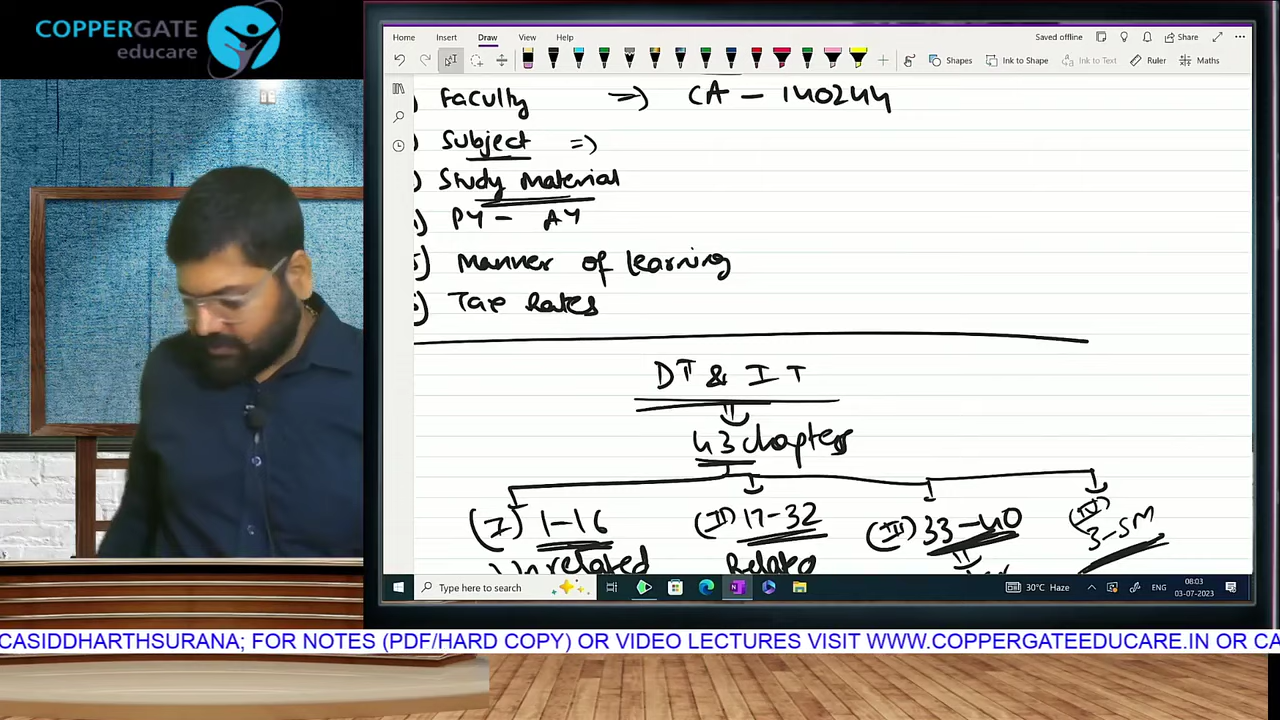 COPPERGATE
educare
Home Insert Draw View Help
Saved offline
Share
Shapes
Ink to Shape
Ink to Text
Ruler
Maths
) Faculty => CA - 140244
) Subject =>
) Study Material
) PY - AY
) Manner of learning
) Tax Rates
DT & IT
43 chapters
(I) 1-16 (II) 17-32 (III) 33-40 (IV) 3-SM
Unrelated Related
Type here to search
30°C Haze
ENG
08:03
03-07-2023
CASIDDHARTHSURANA; FOR NOTES (PDF/HARD COPY) OR VIDEO LECTURES VISIT WWW.COPPERGATEEDUCARE.IN OR CA